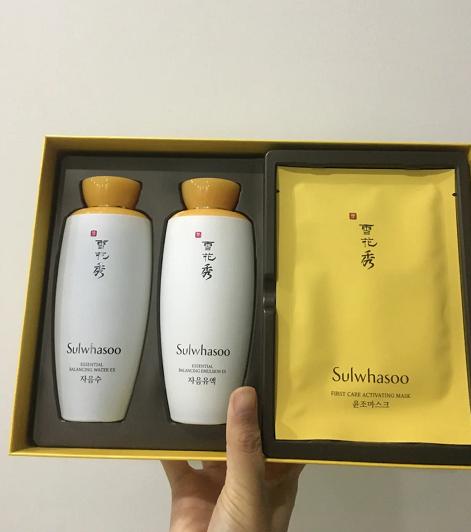 雪花秀
Sulwhasoo
ESSENTIAL
BALANCING WATER EX
자음수
雪花秀
Sulwhasoo
ESSENTIAL
BALANCING EMULSION EX
자음유액
雪花秀
Sulwhasoo
FIRST CARE ACTIVATING MASK
윤조마스크